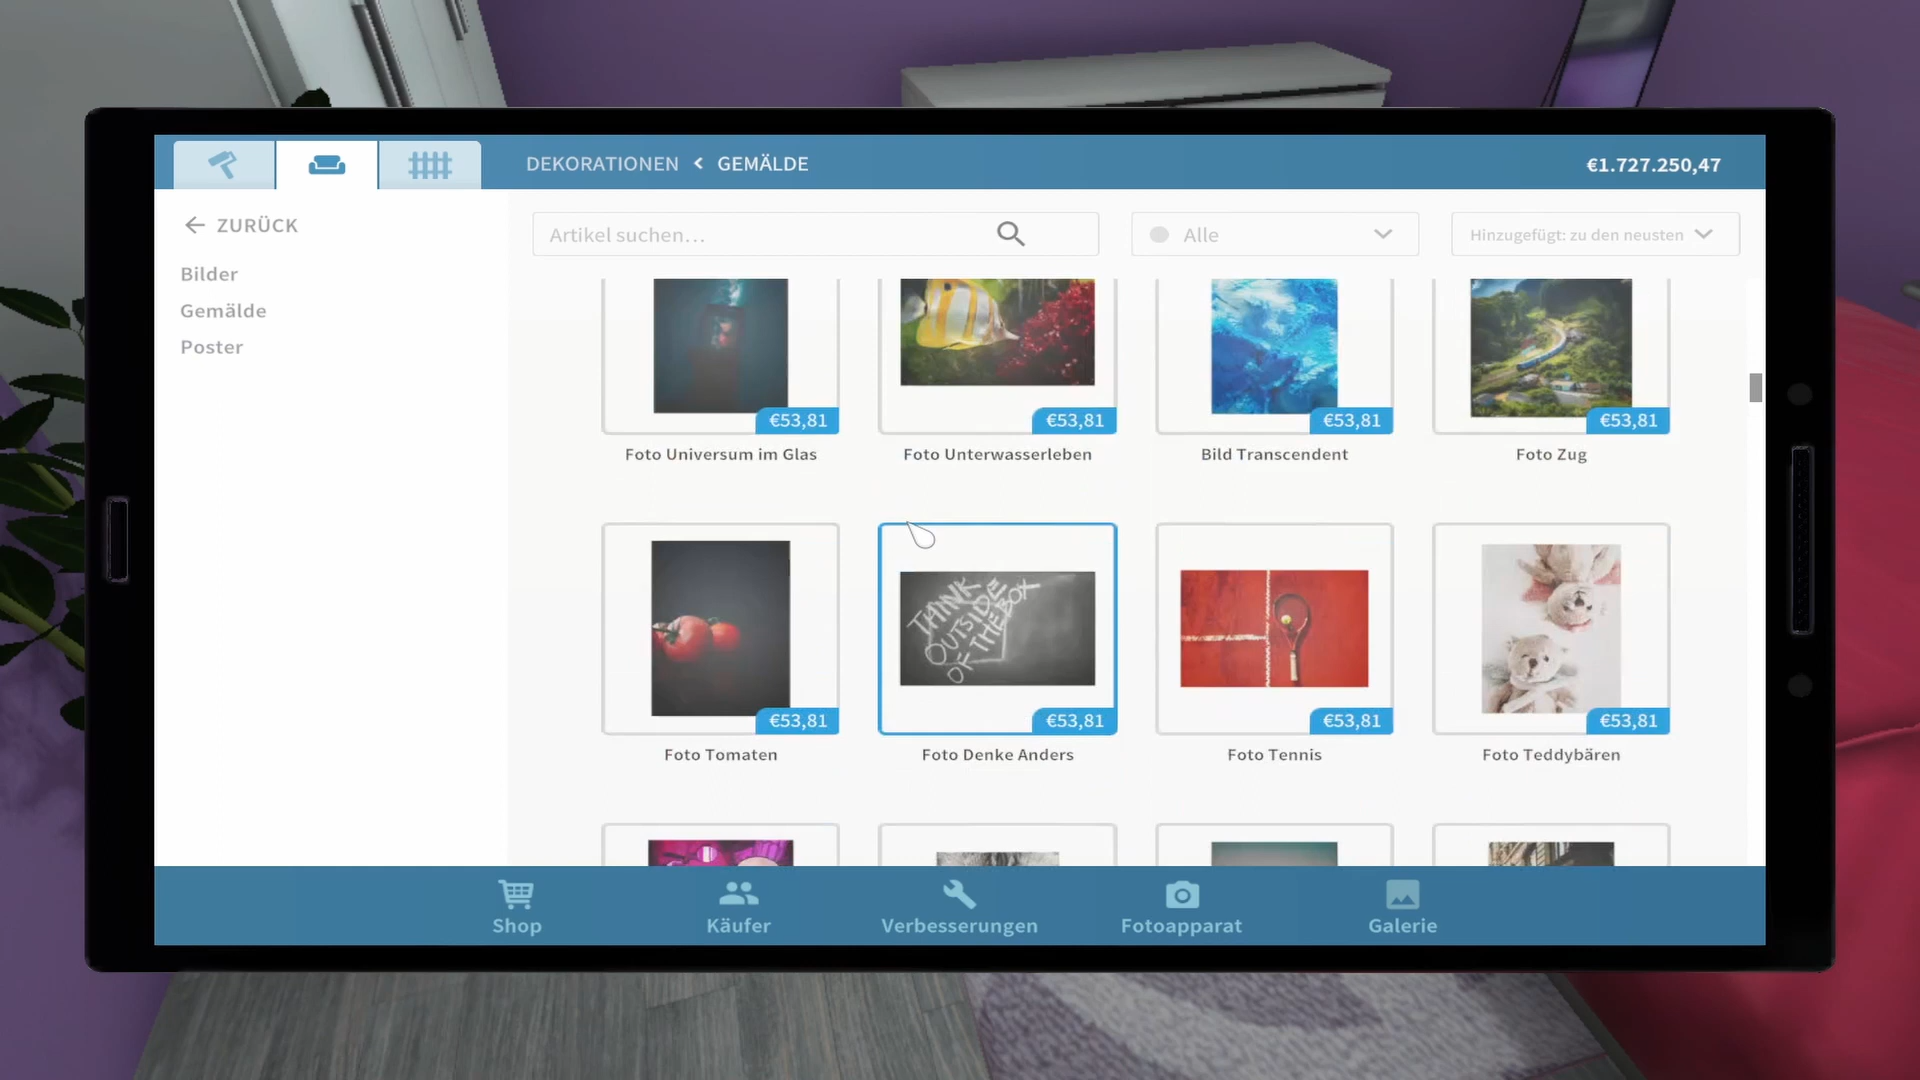 DEKORATIONEN < GEMÄLDE
€1.727.250,47
ZURÜCK
Artikel suchen...
Alle
Hinzugefügt: zu den neusten
Bilder
Gemälde
Poster
€53,81
€53,81
€53,81
€53,81
Foto Universum im Glas
Foto Unterwasserleben
Bild Transcendent
Foto Zug
THINK
OUTSIDE
OF THE BOX
€53,81
€53,81
€53,81
€53,81
Foto Tomaten
Foto Denke Anders
Foto Tennis
Foto Teddybären
Shop
Käufer
Verbesserungen
Fotoapparat
Galerie